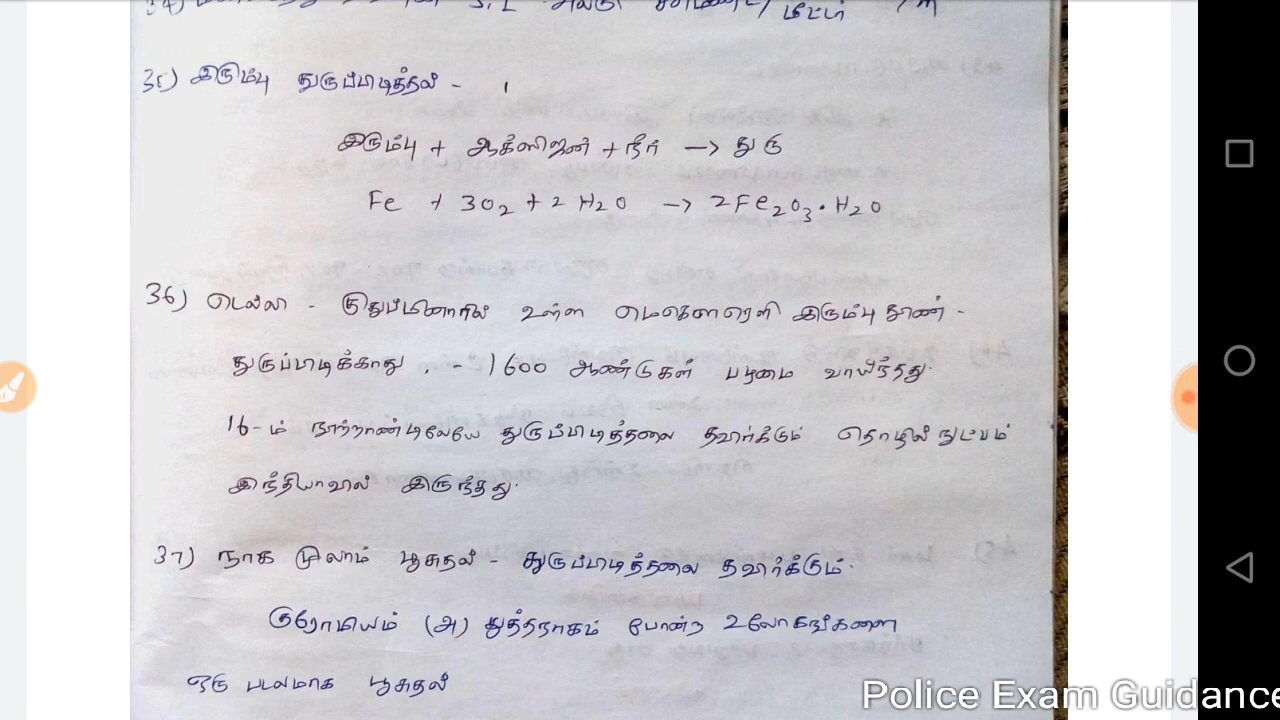 35) இரும்பு துருப்பிடித்தல் -
இரும்பு + ஆக்ஸிஜன் + நீர் → துரு
Fe + 3O₂ + 2 H₂O → 2Fe₂O₃·H₂O
36) டெல்லி - குதுப்மினாரில் உள்ள மெகௌரெளி இரும்பு தூண் -
துருப்பிடிக்காது. - 1600 ஆண்டுகள் பழமை வாய்ந்தது.
16-ம் நூற்றாண்டிலேயே துருப்பிடித்தலை தவிர்க்கும் தொழில் நுட்பம்
இந்தியாவில் இருந்தது.
37) நாக முலாம் பூசுதல் - துருப்பிடித்தலை தவிர்க்கும்.
குரோமியம் (அ) துத்தநாகம் போன்ற உலோகங்களை
ஒரு படலமாக பூசுதல்
Police Exam Guidance